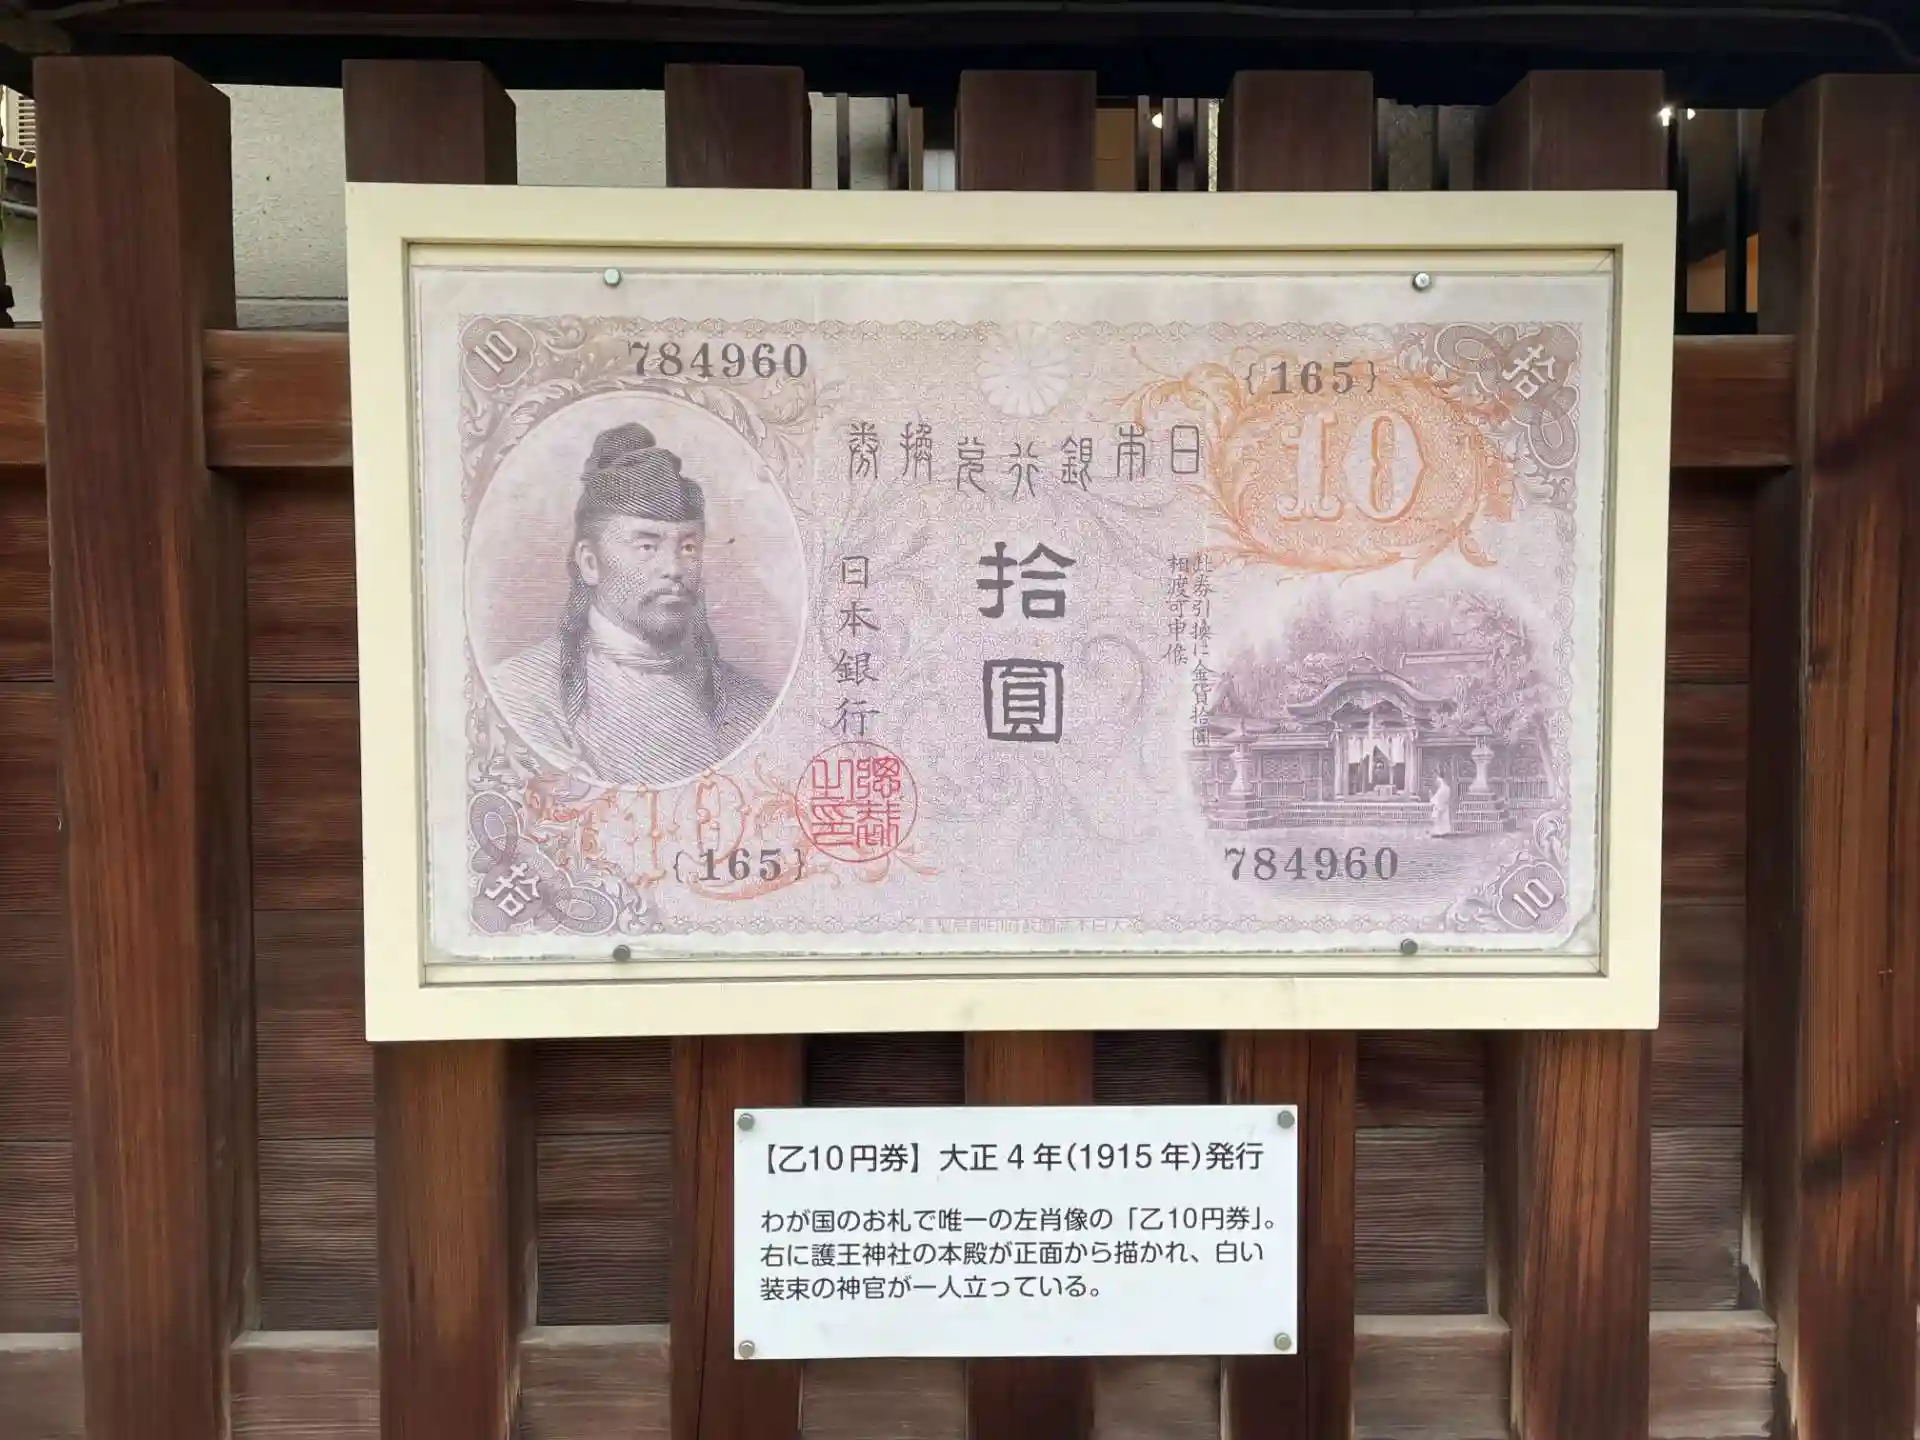 10
784960
{165}
拾
10
券換兌行銀本日
拾圓
日本銀行
此券引換に金貨拾圓
相渡可申候
10
{165}
784960
拾
10
【乙10円券】大正4年(1915年)発行
わが国のお札で唯一の左肖像の「乙10円券」。
右に護王神社の本殿が正面から描かれ、白い
装束の神官が一人立っている。